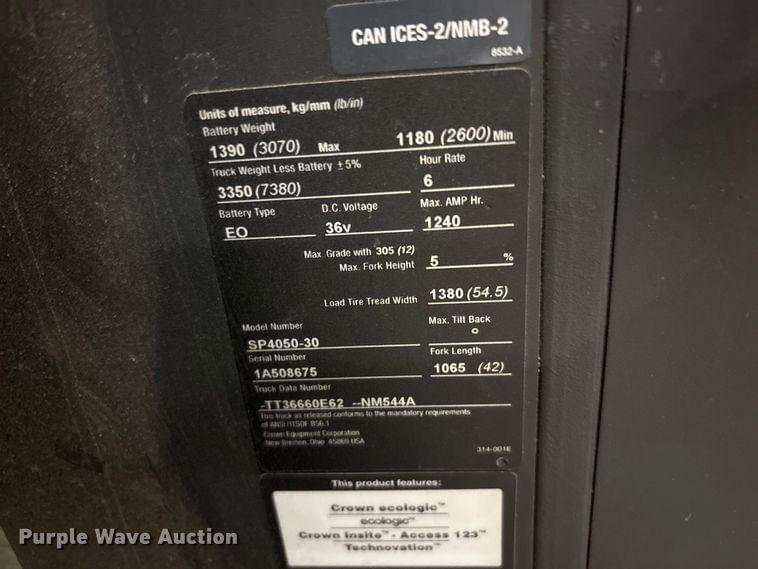 CAN ICES-2/NMB-2
8532-A
Units of measure, kg/mm (lb/in)
Battery Weight
1390 (3070) Max 1180 (2600) Min
Truck Weight Less Battery ±5% Hour Rate
3350 (7380) 6
Battery Type D.C. Voltage Max. AMP Hr.
EO 36v 1240
Max. Grade with 305 (12)
Max. Fork Height 5 %
Load Tire Tread Width 1380 (54.5)
Model Number Max. Tilt Back
SP4050-30 °
Serial Number Fork Length
1A508675 1065 (42)
Truck Data Number
-TT36660E62 --NM544A
This truck as released conforms to the mandatory requirements
of ANSI/ITSDF B56.1
Crown Equipment Corporation
New Bremen, Ohio 45869 USA
314-001E
This product features:
Crown ecologic™
ecologic™
Crown Insite™ - Access 123™
Technovation™
Purple Wave Auction